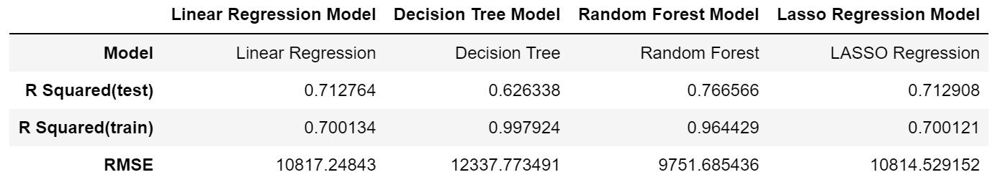 Linear Regression Model Decision Tree Model Random Forest Model Lasso Regression Model
Model Linear Regression Decision Tree Random Forest LASSO Regression
R Squared(test) 0.712764 0.626338 0.766566 0.712908
R Squared(train) 0.700134 0.997924 0.964429 0.700121
RMSE 10817.24843 12337.773491 9751.685436 10814.529152